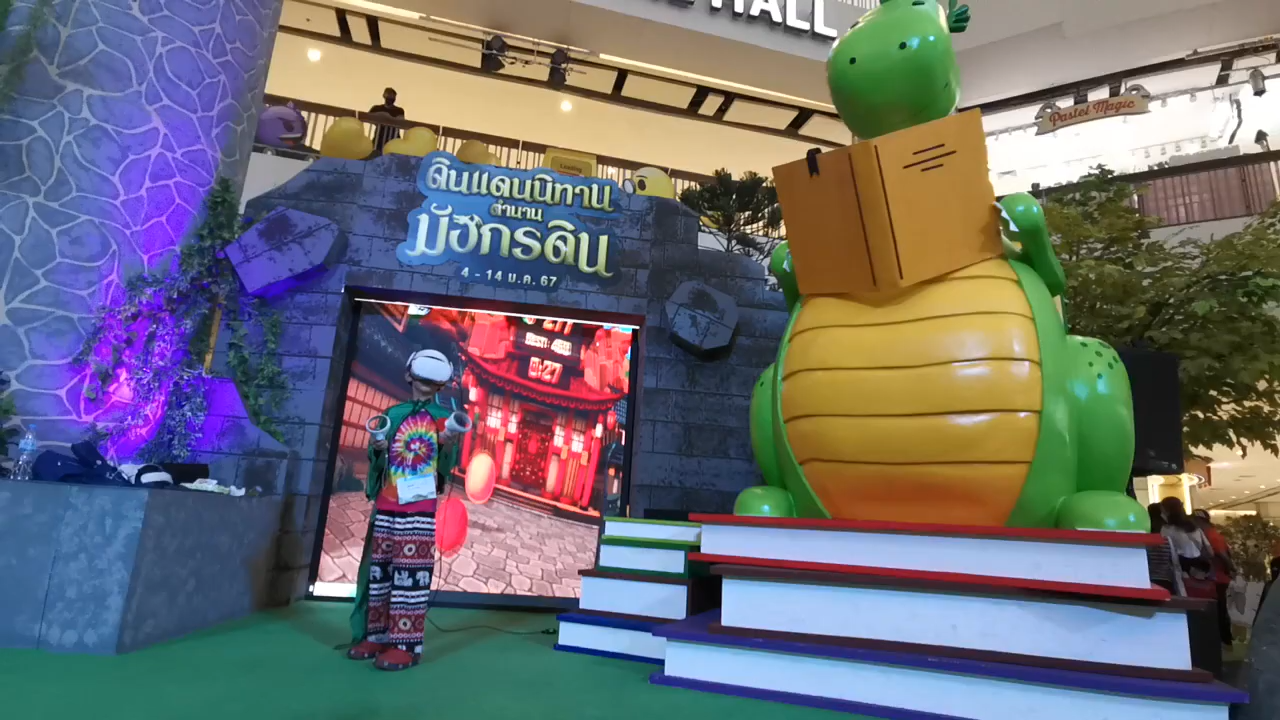 HALL
Pastel Magic
ดินแดนนิทาน
ตำนาน
มังกรดิน
4 - 14 ม.ค. 67
0:27